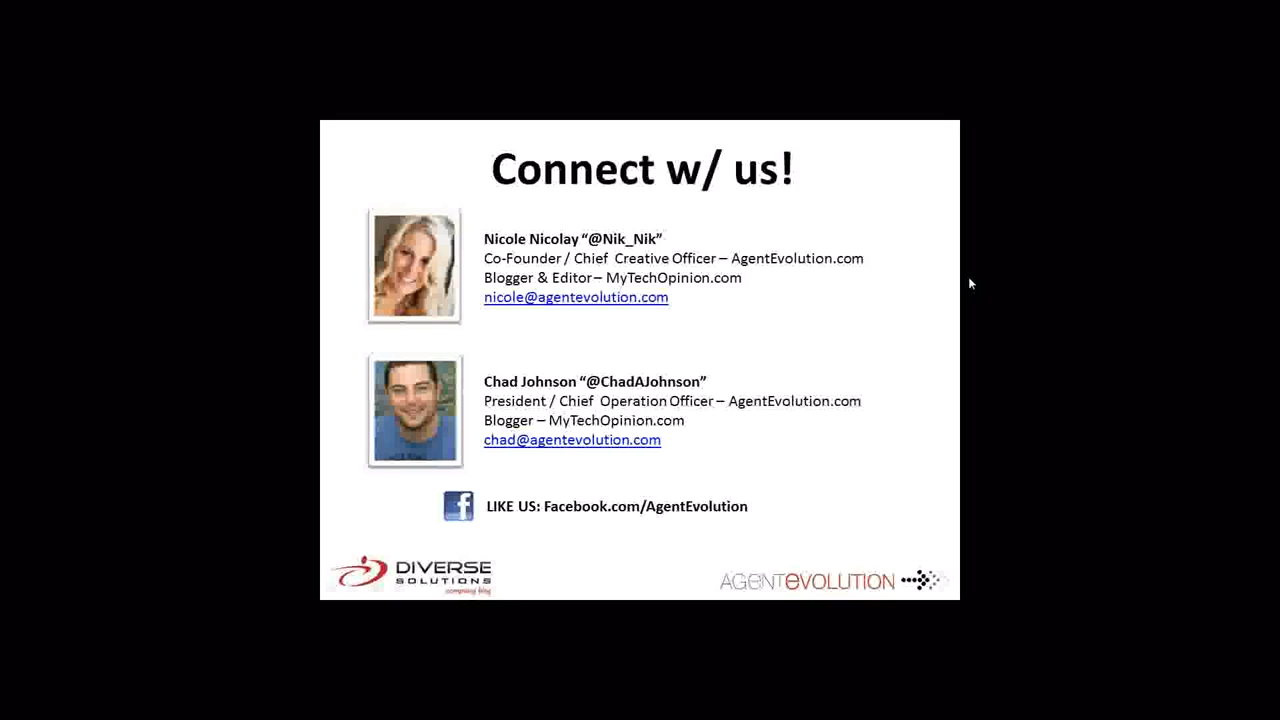 Connect w/ us!
Nicole Nicolay “@Nik_Nik”
Co-Founder / Chief Creative Officer – AgentEvolution.com
Blogger & Editor – MyTechOpinion.com
nicole@agentevolution.com
Chad Johnson “@ChadAJohnson”
President / Chief Operation Officer – AgentEvolution.com
Blogger – MyTechOpinion.com
chad@agentevolution.com
f LIKE US: Facebook.com/AgentEvolution
DIVERSE
SOLUTIONS
company blog
AGENTEVOLUTION